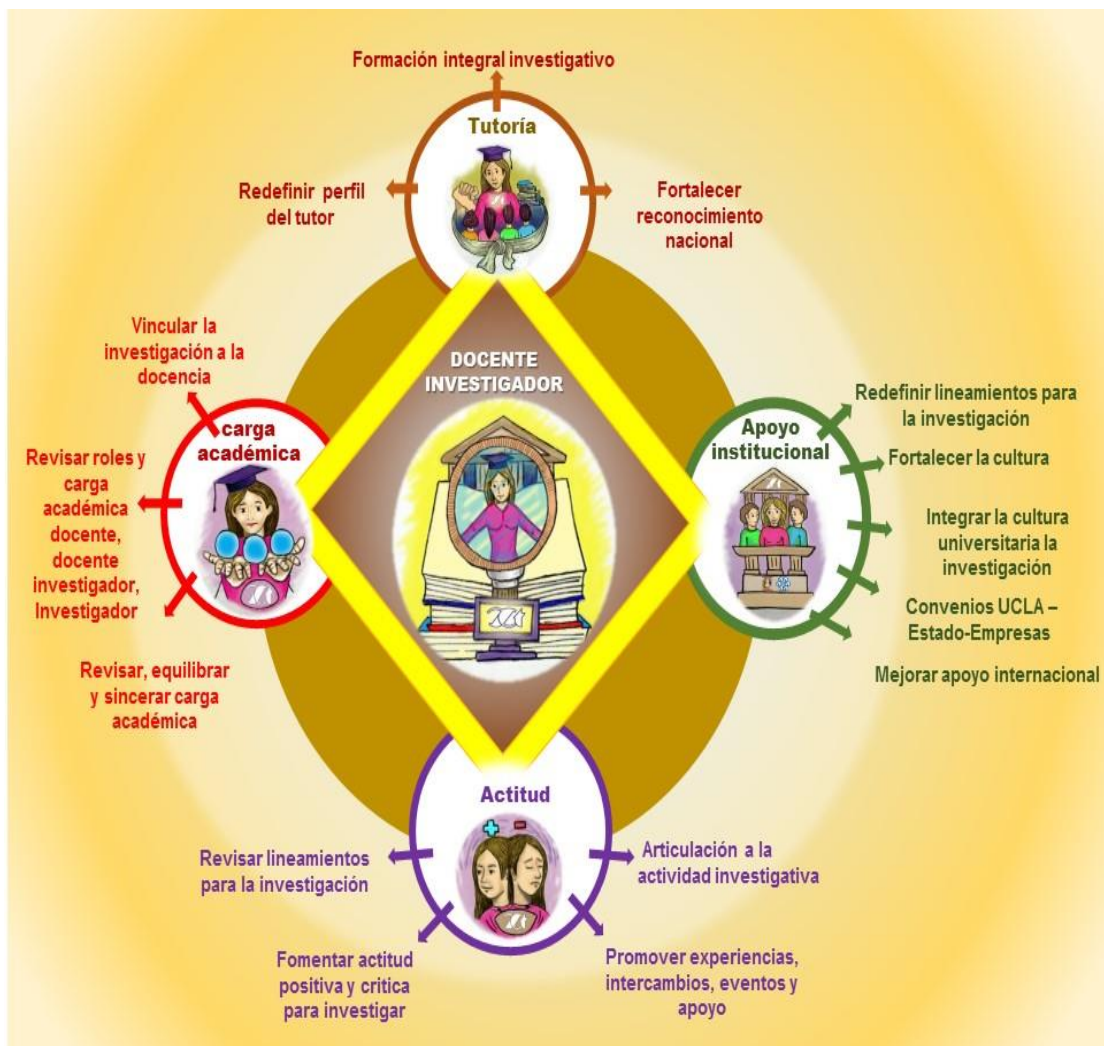 Formación integral investigativo
Tutoría
Redefinir perfil
del tutor
Fortalecer
reconocimiento
nacional
Vincular la
investigación a la
docencia
carga
académica
Revisar roles y
carga
académica
docente,
docente
investigador,
Investigador
Revisar, equilibrar
y sincerar carga
académica
DOCENTE
INVESTIGADOR
Apoyo
institucional
Redefinir lineamientos para
la investigación
Fortalecer la cultura
Integrar la cultura
universitaria la
investigación
Convenios UCLA –
Estado-Empresas
Mejorar apoyo internacional
Actitud
Revisar lineamientos
para la investigación
Fomentar actitud
positiva y critica
para investigar
Articulación a la
actividad investigativa
Promover experiencias,
intercambios, eventos y
apoyo